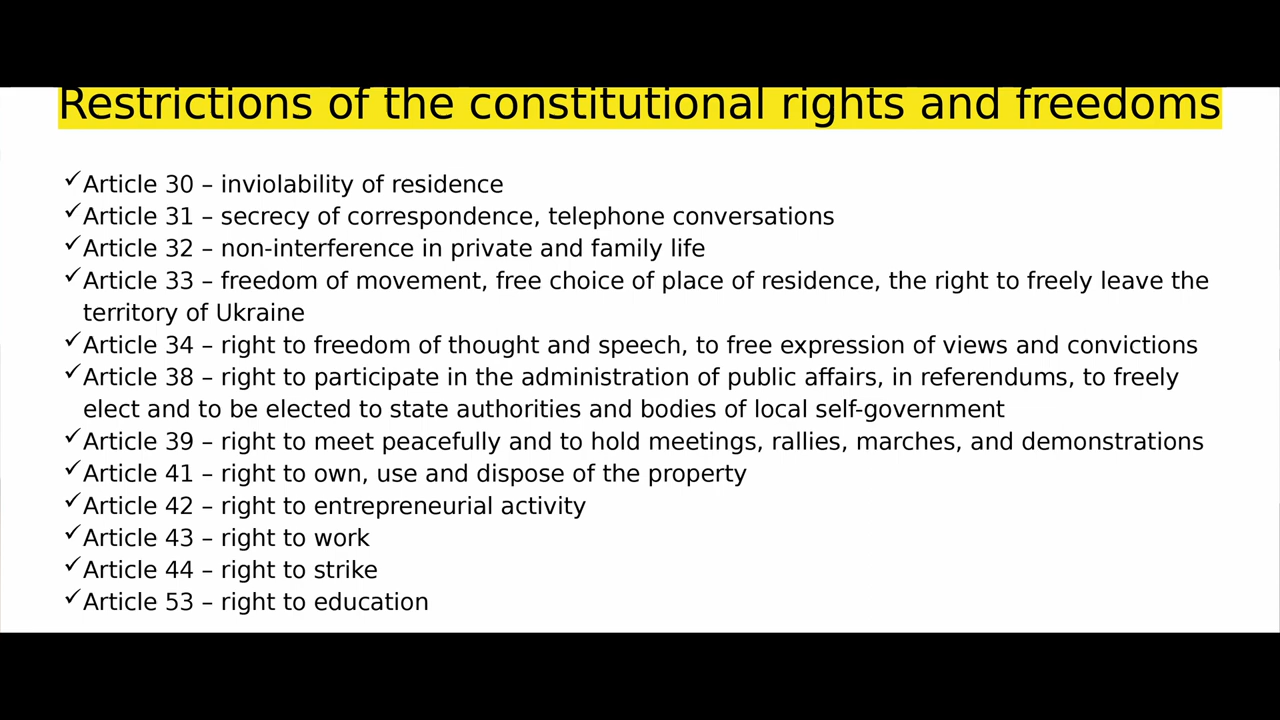 Restrictions of the constitutional rights and freedoms
✓Article 30 – inviolability of residence
✓Article 31 – secrecy of correspondence, telephone conversations
✓Article 32 – non-interference in private and family life
✓Article 33 – freedom of movement, free choice of place of residence, the right to freely leave the
territory of Ukraine
✓Article 34 – right to freedom of thought and speech, to free expression of views and convictions
✓Article 38 – right to participate in the administration of public affairs, in referendums, to freely
elect and to be elected to state authorities and bodies of local self-government
✓Article 39 – right to meet peacefully and to hold meetings, rallies, marches, and demonstrations
✓Article 41 – right to own, use and dispose of the property
✓Article 42 – right to entrepreneurial activity
✓Article 43 – right to work
✓Article 44 – right to strike
✓Article 53 – right to education